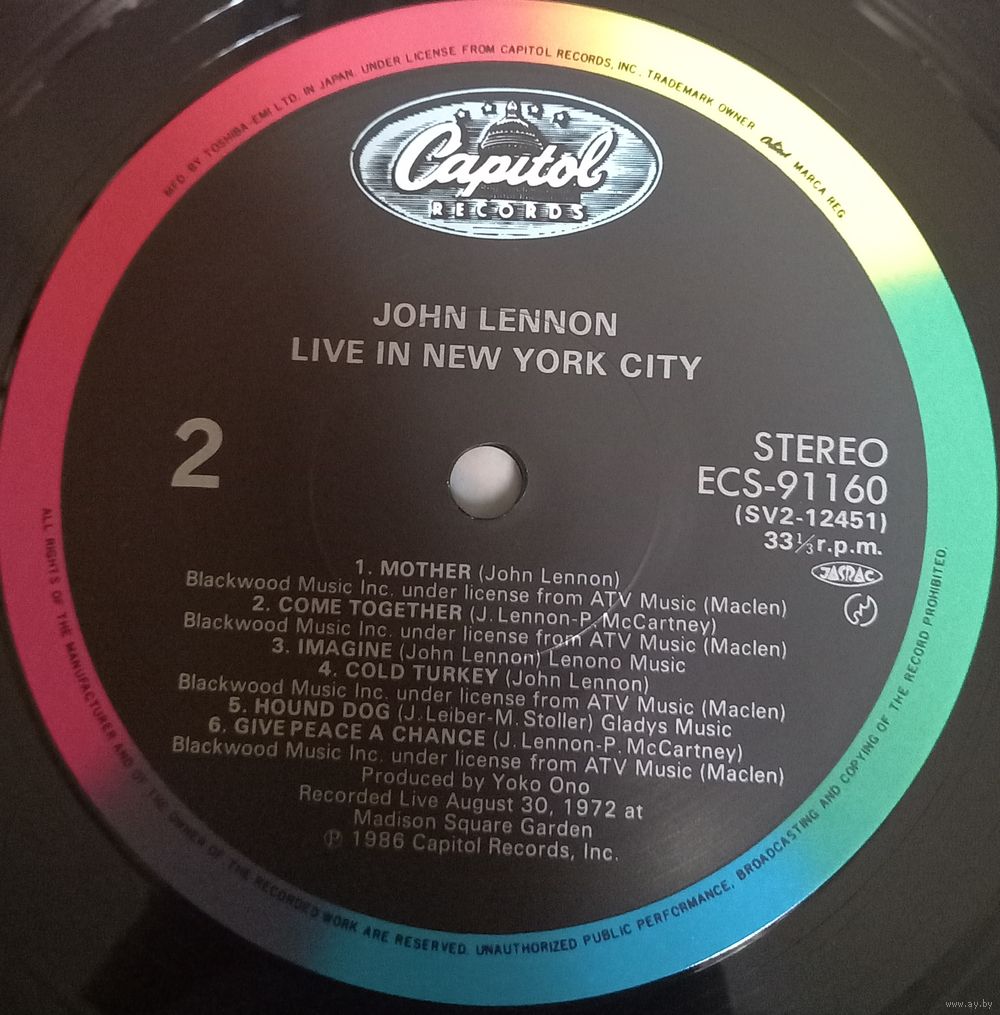 MFD. BY TOSHIBA-EMI LTD. IN JAPAN. UNDER LICENSE FROM CAPITOL RECORDS, INC. TRADEMARK OWNER Capitol MARCA REG
Capitol
RECORDS
JOHN LENNON
LIVE IN NEW YORK CITY
2
STEREO
ECS-91160
(SV2-12451)
33⅓r.p.m.
JASRAC
1. MOTHER (John Lennon)
Blackwood Music Inc. under license from ATV Music (Maclen)
2. COME TOGETHER (J. Lennon-P. McCartney)
Blackwood Music Inc. under license from ATV Music (Maclen)
3. IMAGINE (John Lennon) Lenono Music
4. COLD TURKEY (John Lennon)
Blackwood Music Inc. under license from ATV Music (Maclen)
5. HOUND DOG (J. Leiber-M. Stoller) Gladys Music
6. GIVE PEACE A CHANCE (J. Lennon-P. McCartney)
Blackwood Music Inc. under license from ATV Music (Maclen)
Produced by Yoko Ono
Recorded Live August 30, 1972 at
Madison Square Garden
℗ 1986 Capitol Records, Inc.
ALL RIGHTS OF THE MANUFACTURER AND OF THE OWNER OF THE RECORDED WORK ARE RESERVED. UNAUTHORIZED PUBLIC PERFORMANCE, BROADCASTING AND COPYING OF THE RECORD PROHIBITED.
www.ay.by